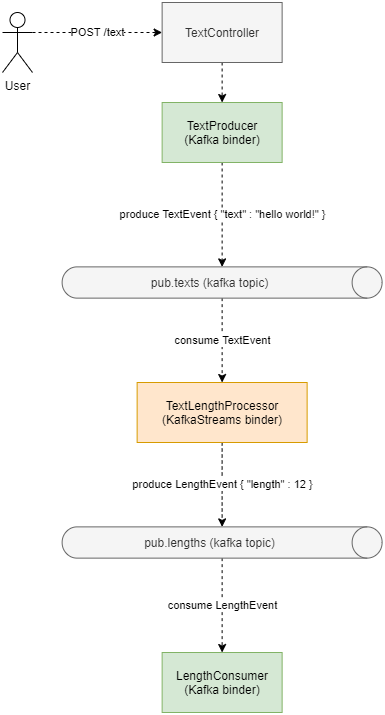 POST /text
TextController
User
TextProducer
(Kafka binder)
produce TextEvent { "text" : "hello world!" }
pub.texts (kafka topic)
consume TextEvent
TextLengthProcessor
(KafkaStreams binder)
produce LengthEvent { "length" : 12 }
pub.lengths (kafka topic)
consume LengthEvent
LengthConsumer
(Kafka binder)